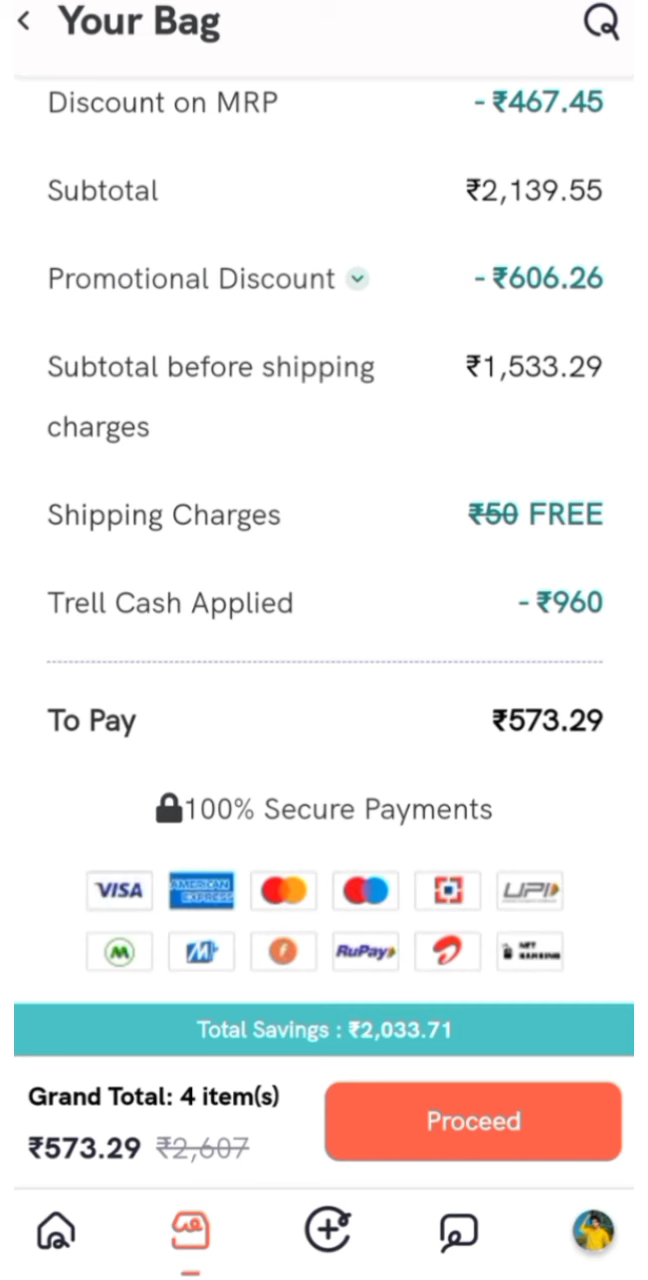 Your Bag
Discount on MRP - ₹467.45
Subtotal ₹2,139.55
Promotional Discount - ₹606.26
Subtotal before shipping ₹1,533.29
charges
Shipping Charges ₹50 FREE
Trell Cash Applied - ₹960
To Pay ₹573.29
100% Secure Payments
VISA AMERICAN EXPRESS UPI
RuPay NET BANKING
Total Savings : ₹2,033.71
Grand Total: 4 item(s)
Proceed
₹573.29 ₹2,607